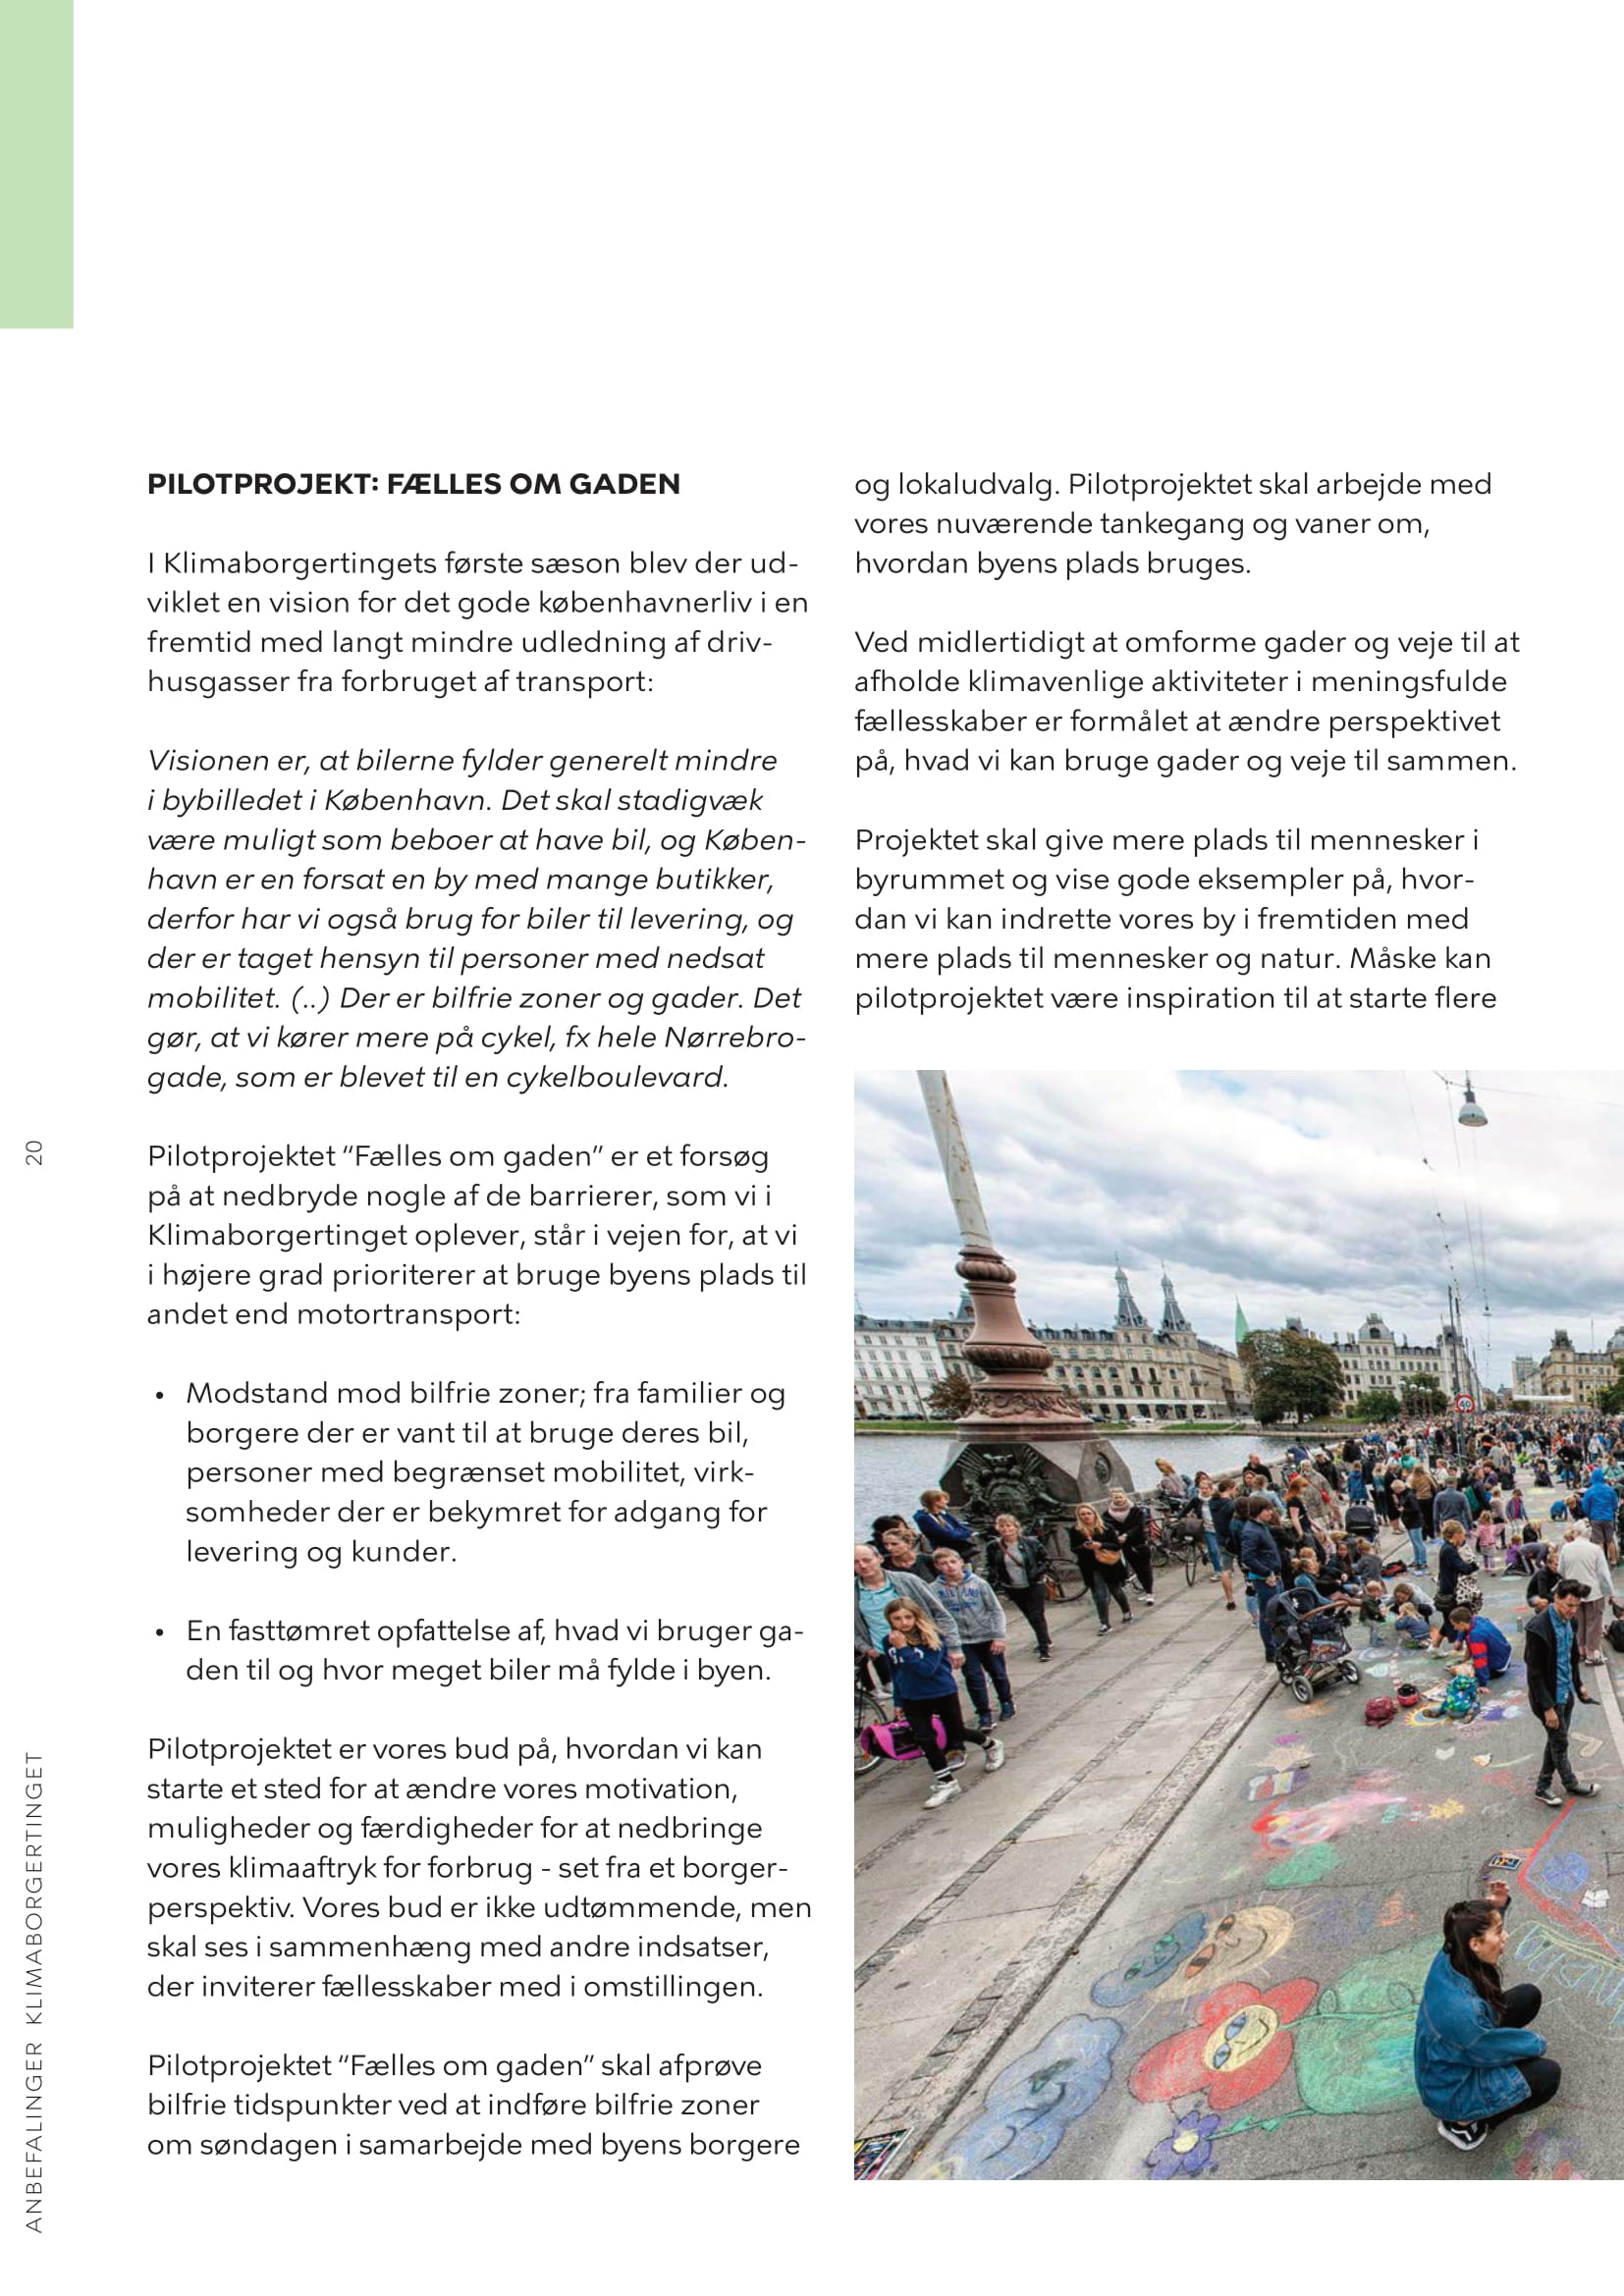 PILOTPROJEKT: FÆLLES OM GADEN
I Klimaborgertingets første sæson blev der ud-
viklet en vision for det gode københavnerliv i en
fremtid med langt mindre udledning af driv-
husgasser fra forbruget af transport:
Visionen er, at bilerne fylder generelt mindre
i bybilledet i København. Det skal stadigvæk
være muligt som beboer at have bil, og Køben-
havn er en forsat en by med mange butikker,
derfor har vi også brug for biler til levering, og
der er taget hensyn til personer med nedsat
mobilitet. (..) Der er bilfrie zoner og gader. Det
gør, at vi kører mere på cykel, fx hele Nørrebro-
gade, som er blevet til en cykelboulevard.
Pilotprojektet "Fælles om gaden" er et forsøg
på at nedbryde nogle af de barrierer, som vi i
Klimaborgertinget oplever, står i vejen for, at vi
i højere grad prioriterer at bruge byens plads til
andet end motortransport:
• Modstand mod bilfrie zoner; fra familier og
borgere der er vant til at bruge deres bil,
personer med begrænset mobilitet, virk-
somheder der er bekymret for adgang for
levering og kunder.
• En fasttømret opfattelse af, hvad vi bruger ga-
den til og hvor meget biler må fylde i byen.
Pilotprojektet er vores bud på, hvordan vi kan
starte et sted for at ændre vores motivation,
muligheder og færdigheder for at nedbringe
vores klimaaftryk for forbrug - set fra et borger-
perspektiv. Vores bud er ikke udtømmende, men
skal ses i sammenhæng med andre indsatser,
der inviterer fællesskaber med i omstillingen.
Pilotprojektet "Fælles om gaden" skal afprøve
bilfrie tidspunkter ved at indføre bilfrie zoner
om søndagen i samarbejde med byens borgere
og lokaludvalg. Pilotprojektet skal arbejde med
vores nuværende tankegang og vaner om,
hvordan byens plads bruges.
Ved midlertidigt at omforme gader og veje til at
afholde klimavenlige aktiviteter i meningsfulde
fællesskaber er formålet at ændre perspektivet
på, hvad vi kan bruge gader og veje til sammen.
Projektet skal give mere plads til mennesker i
byrummet og vise gode eksempler på, hvor-
dan vi kan indrette vores by i fremtiden med
mere plads til mennesker og natur. Måske kan
pilotprojektet være inspiration til at starte flere
40
20
ANBEFALINGER KLIMABORGERTINGET